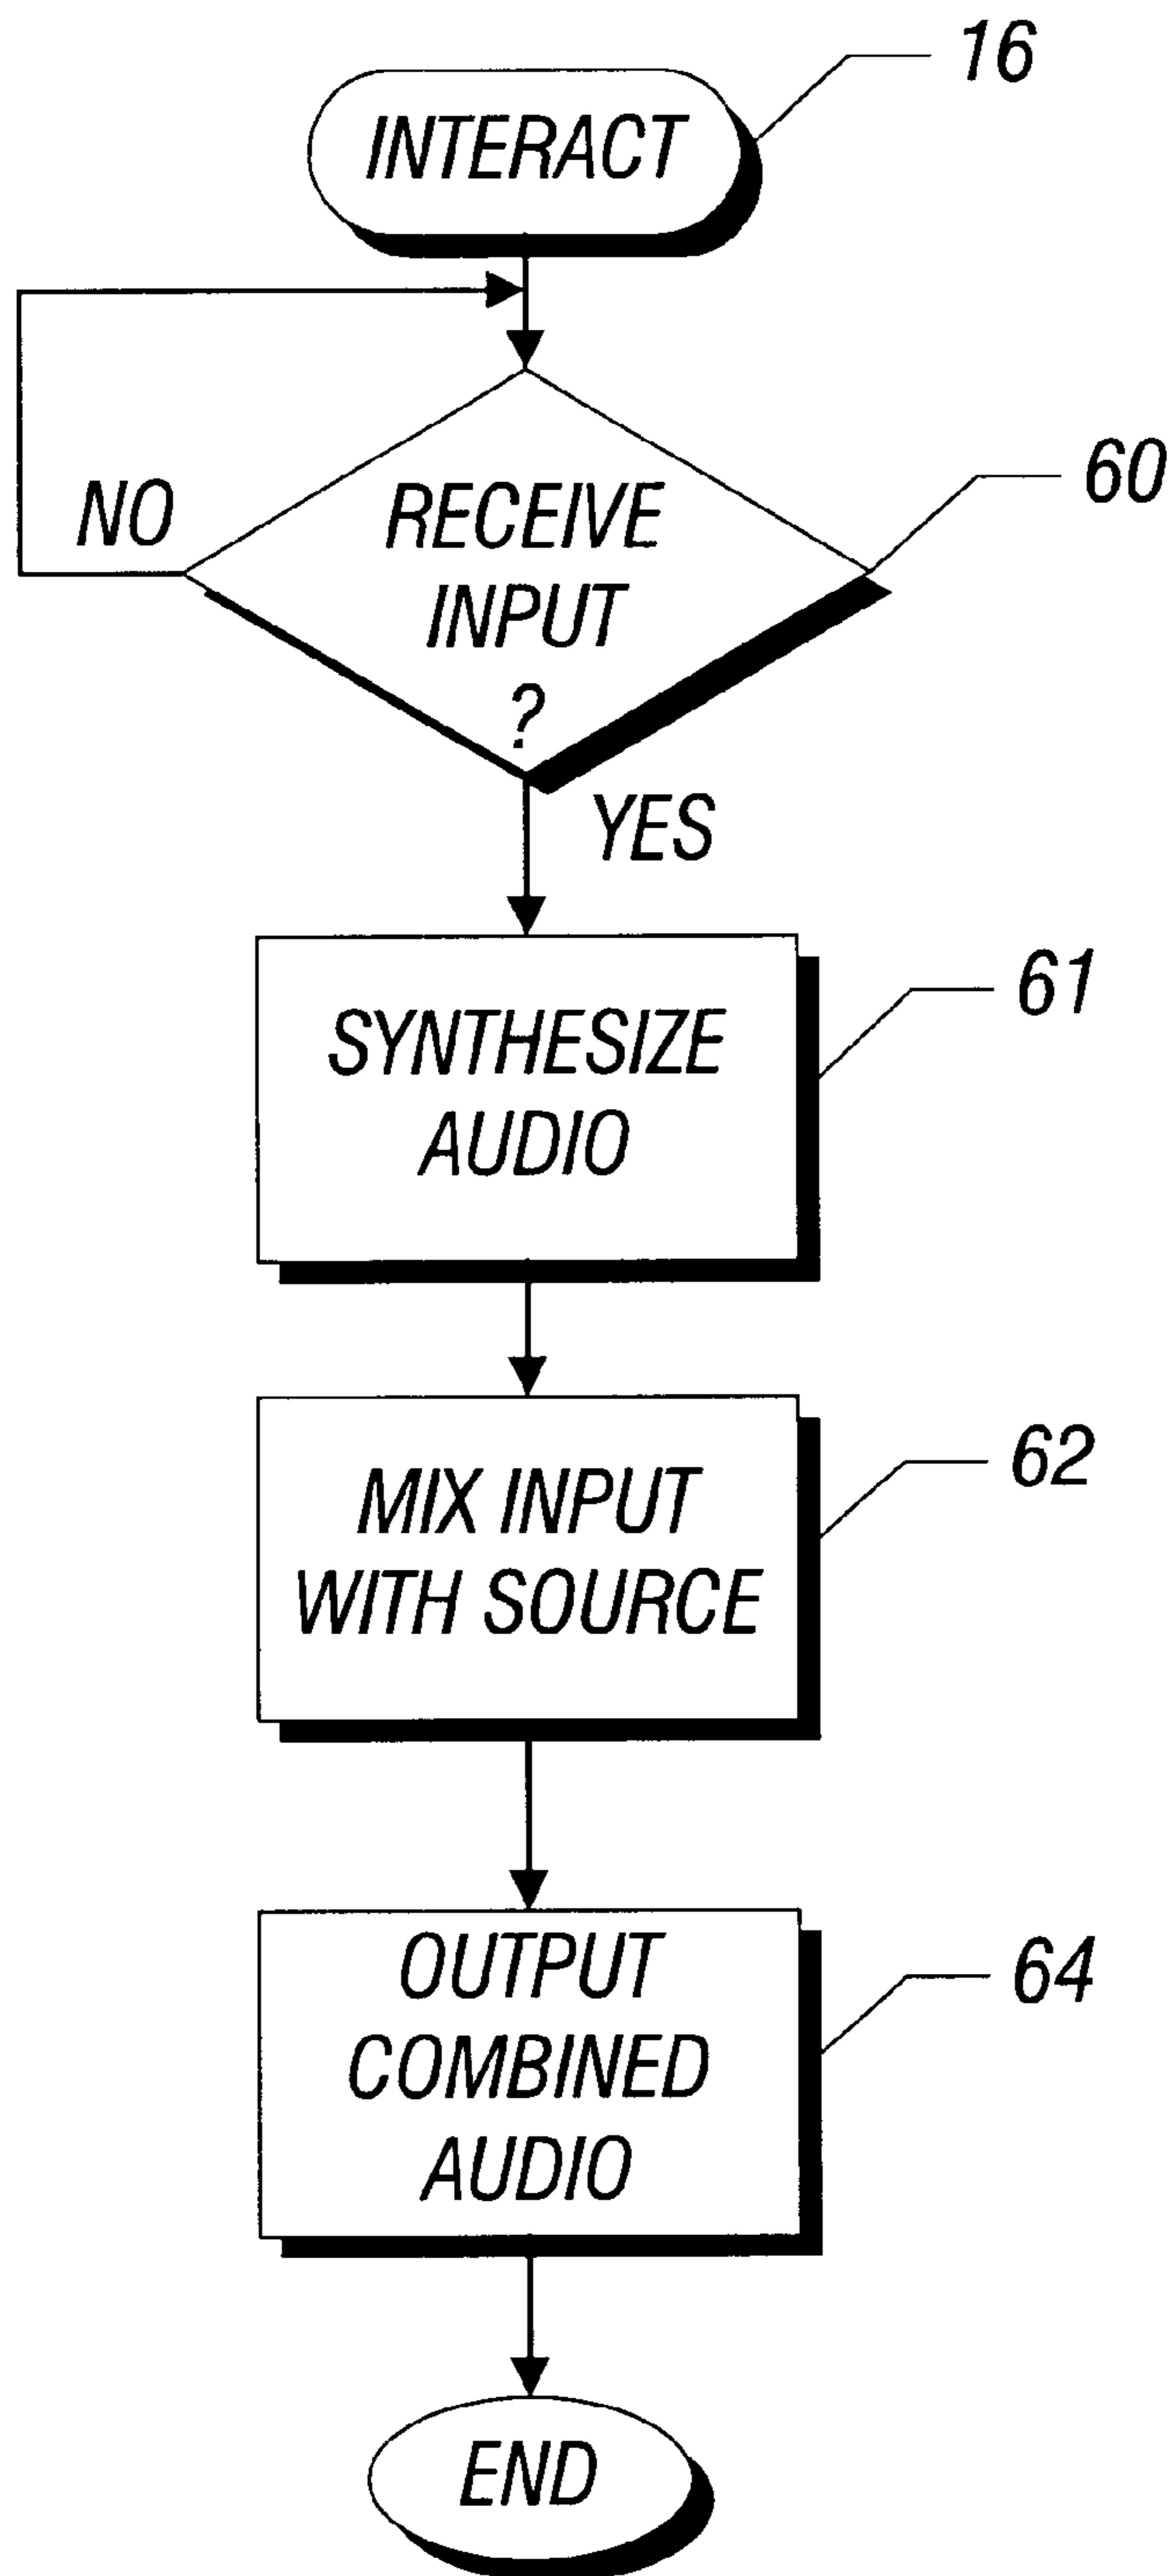 16
INTERACT
60
NO
RECEIVE
INPUT
?
YES
61
SYNTHESIZE
AUDIO
62
MIX INPUT
WITH SOURCE
64
OUTPUT
COMBINED
AUDIO
END